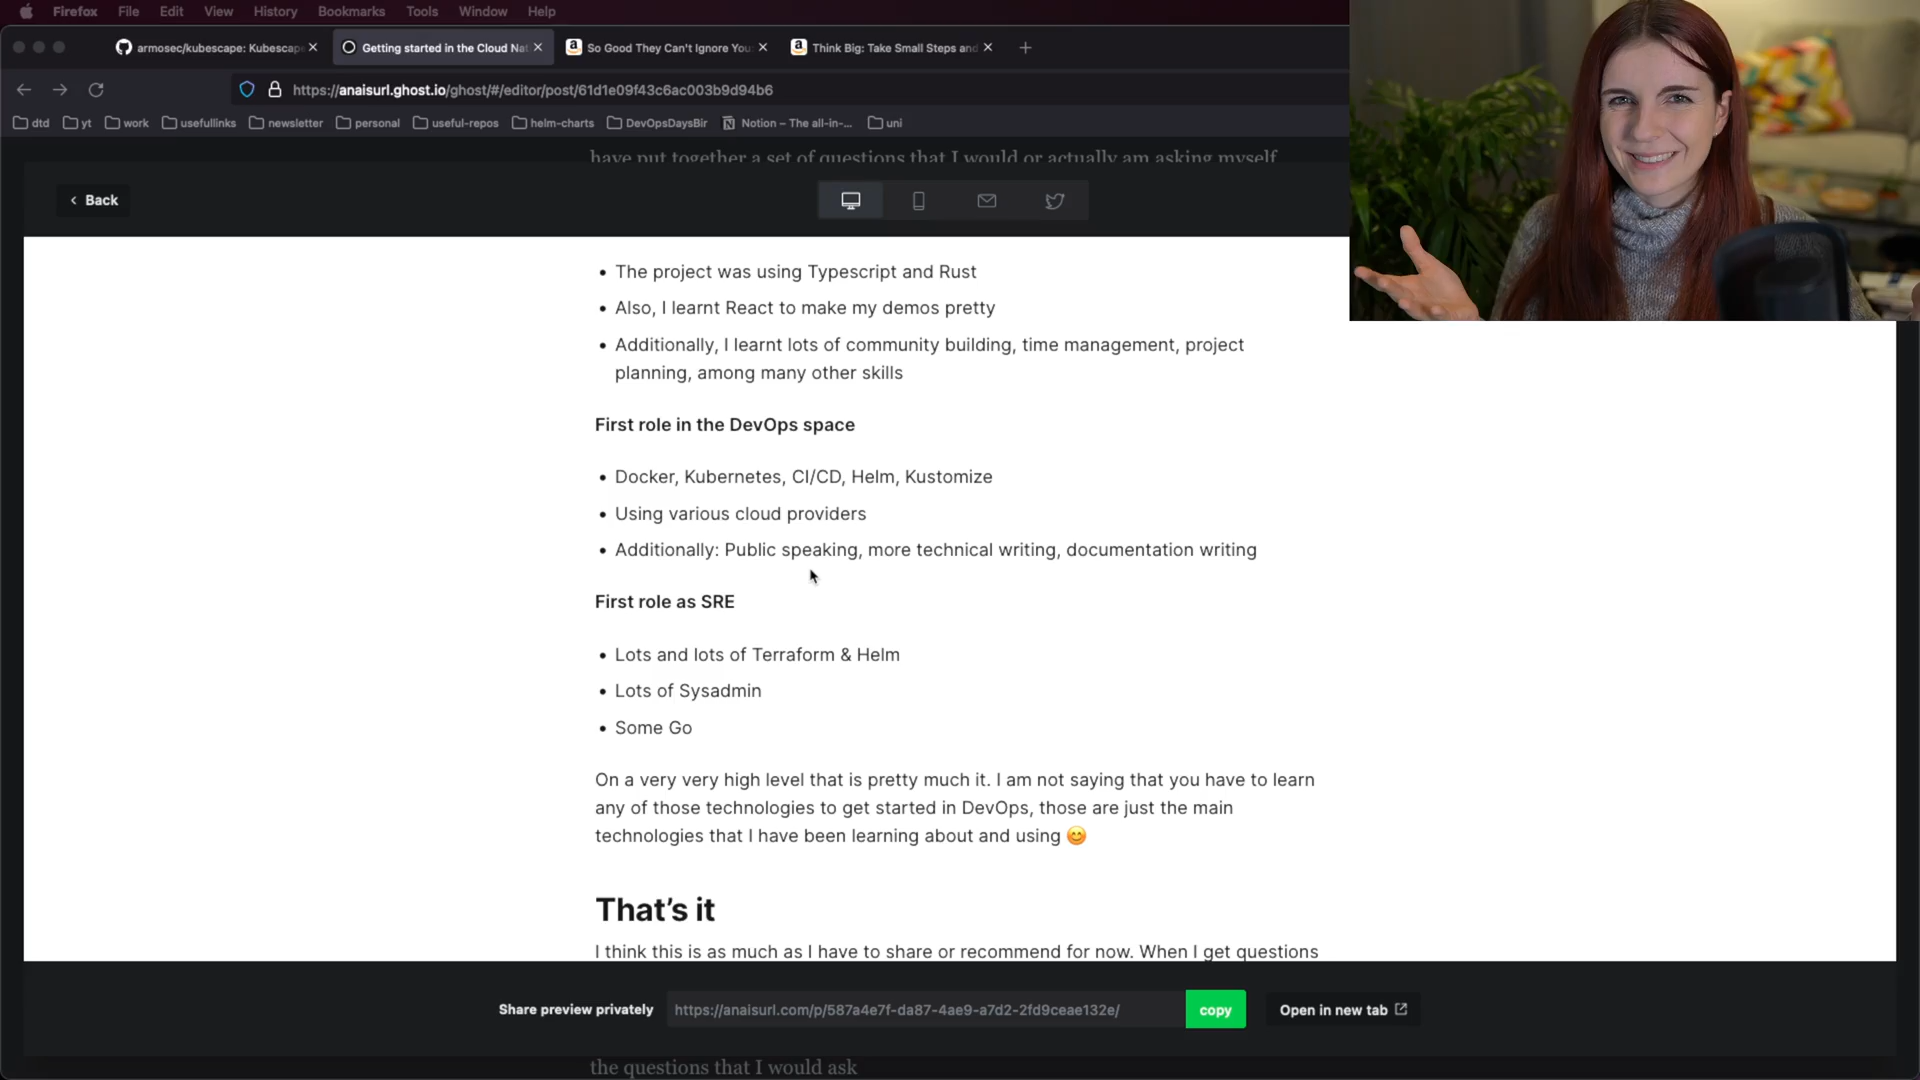 Firefox File Edit View History Bookmarks Tools Window Help
armosec/kubescape: Kubescape
Getting started in the Cloud Nat
So Good They Can't Ignore You
Think Big: Take Small Steps and
https://anaisurl.ghost.io/ghost/#/editor/post/61d1e09f43c6ac003b9d94b6
dtd yt work usefullinks newsletter personal useful-repos helm-charts DevOpsDaysBir Notion – The all-in-... uni
have put together a set of questions that I would or actually am asking myself
Back
• The project was using Typescript and Rust
• Also, I learnt React to make my demos pretty
• Additionally, I learnt lots of community building, time management, project
planning, among many other skills
First role in the DevOps space
• Docker, Kubernetes, CI/CD, Helm, Kustomize
• Using various cloud providers
• Additionally: Public speaking, more technical writing, documentation writing
First role as SRE
• Lots and lots of Terraform & Helm
• Lots of Sysadmin
• Some Go
On a very very high level that is pretty much it. I am not saying that you have to learn
any of those technologies to get started in DevOps, those are just the main
technologies that I have been learning about and using 😊
That's it
I think this is as much as I have to share or recommend for now. When I get questions
Share preview privately
https://anaisurl.com/p/587a4e7f-da87-4ae9-a7d2-2fd9ceae132e/
copy
Open in new tab
the questions that I would ask